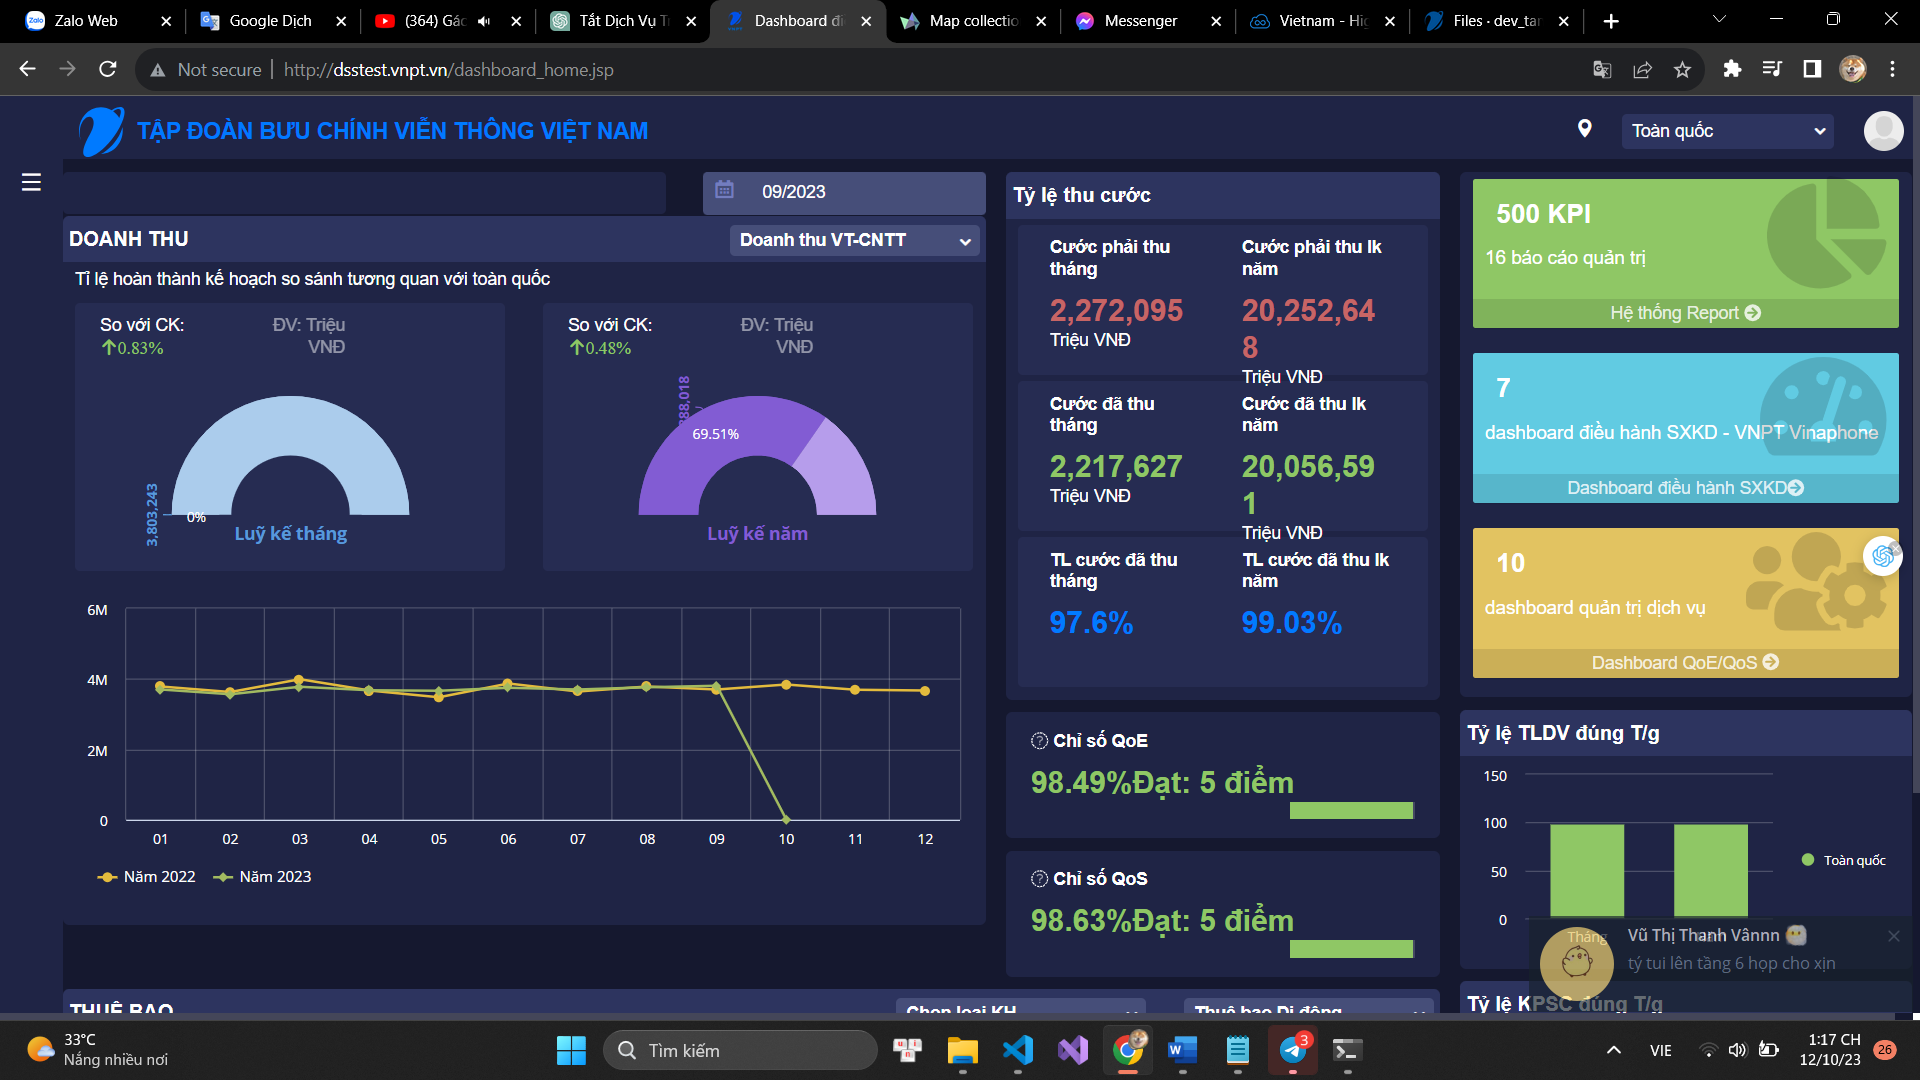 Zalo Web
Google Dịch
(364) Gác
Tắt Dịch Vụ Tr
Dashboard đi
Map collectio
Messenger
Vietnam - Hig
Files · dev_tar
Not secure
http://dsstest.vnpt.vn/dashboard_home.jsp
TẬP ĐOÀN BƯU CHÍNH VIỄN THÔNG VIỆT NAM
Toàn quốc
09/2023
DOANH THU
Doanh thu VT-CNTT
Tỉ lệ hoàn thành kế hoạch so sánh tương quan với toàn quốc
So với CK:
0.83%
ĐV: Triệu
VNĐ
3,803,243
0%
Luỹ kế tháng
So với CK:
0.48%
ĐV: Triệu
VNĐ
388,018
69.51%
Luỹ kế năm
6M
4M
2M
0
01 02 03 04 05 06 07 08 09 10 11 12
Năm 2022 Năm 2023
Tỷ lệ thu cước
Cước phải thu
tháng
2,272,095
Triệu VNĐ
Cước phải thu lk
năm
20,252,64
8
Triệu VNĐ
Cước đã thu
tháng
2,217,627
Triệu VNĐ
Cước đã thu lk
năm
20,056,59
1
Triệu VNĐ
TL cước đã thu
tháng
97.6%
TL cước đã thu lk
năm
99.03%
Chỉ số QoE
98.49%Đạt: 5 điểm
Chỉ số QoS
98.63%Đạt: 5 điểm
500 KPI
16 báo cáo quản trị
Hệ thống Report
7
dashboard điều hành SXKD - VNPT Vinaphone
Dashboard điều hành SXKD
10
dashboard quản trị dịch vụ
Dashboard QoE/QoS
Tỷ lệ TLDV đúng T/g
150
100
50
0
Tháng
Toàn quốc
Vũ Thị Thanh Vânnn
tý tui lên tầng 6 họp cho xịn
THUÊ BAO
Chọn loại KH
Thuê bao Di động
Tỷ lệ KPSC đúng T/g
33°C
Nắng nhiều nơi
Tìm kiếm
3
VIE
1:17 CH
12/10/23
26